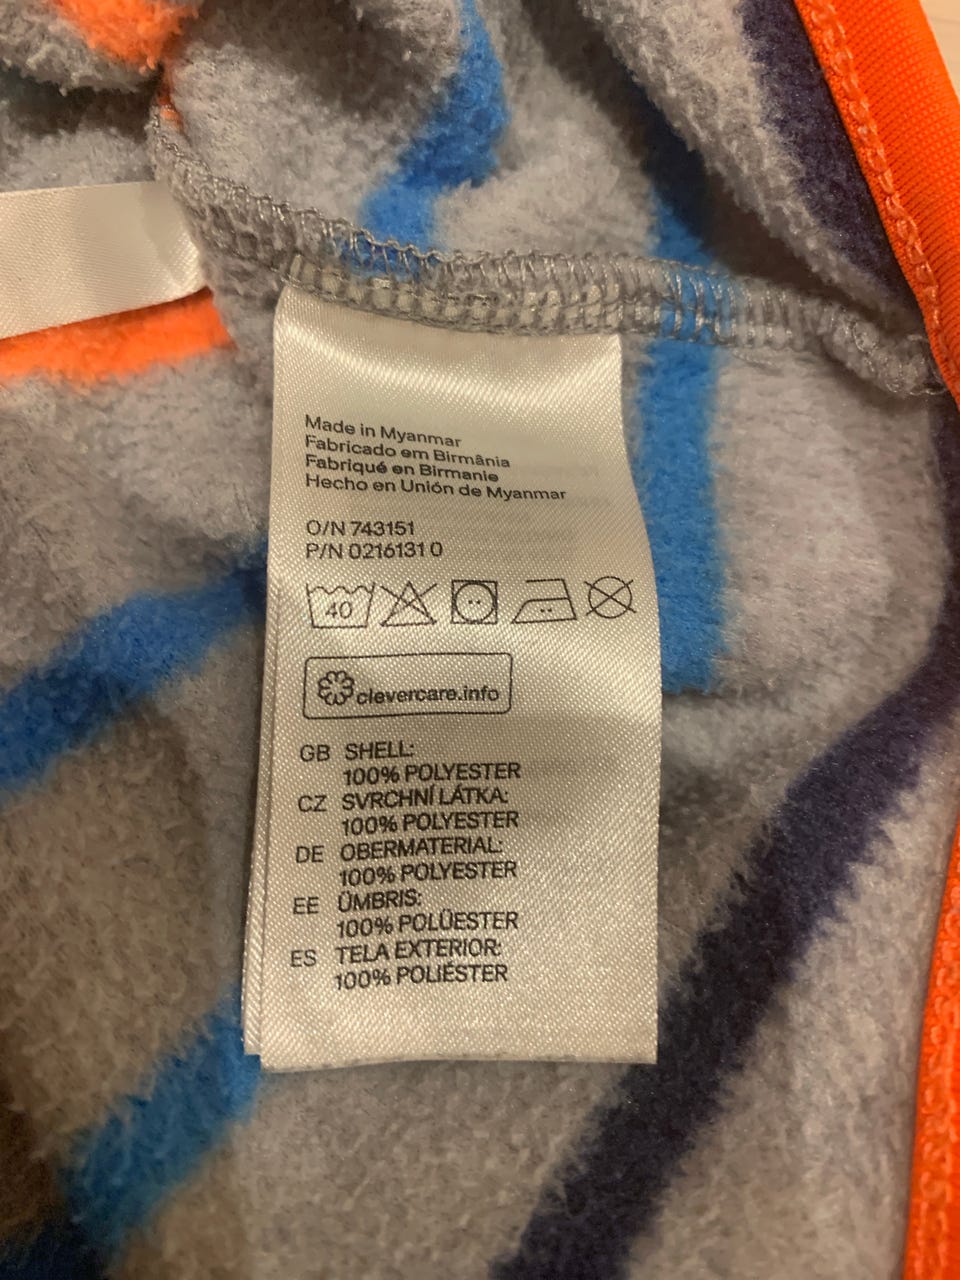 Made in Myanmar
Fabricado em Birmânia
Fabriqué en Birmanie
Hecho en Unión de Myanmar
O/N 743151
P/N 0216131 0
40
clevercare.info
GB SHELL:
100% POLYESTER
CZ SVRCHNÍ LÁTKA:
100% POLYESTER
DE OBERMATERIAL:
100% POLYESTER
EE ÜMBRIS:
100% POLÜESTER
ES TELA EXTERIOR:
100% POLIÉSTER